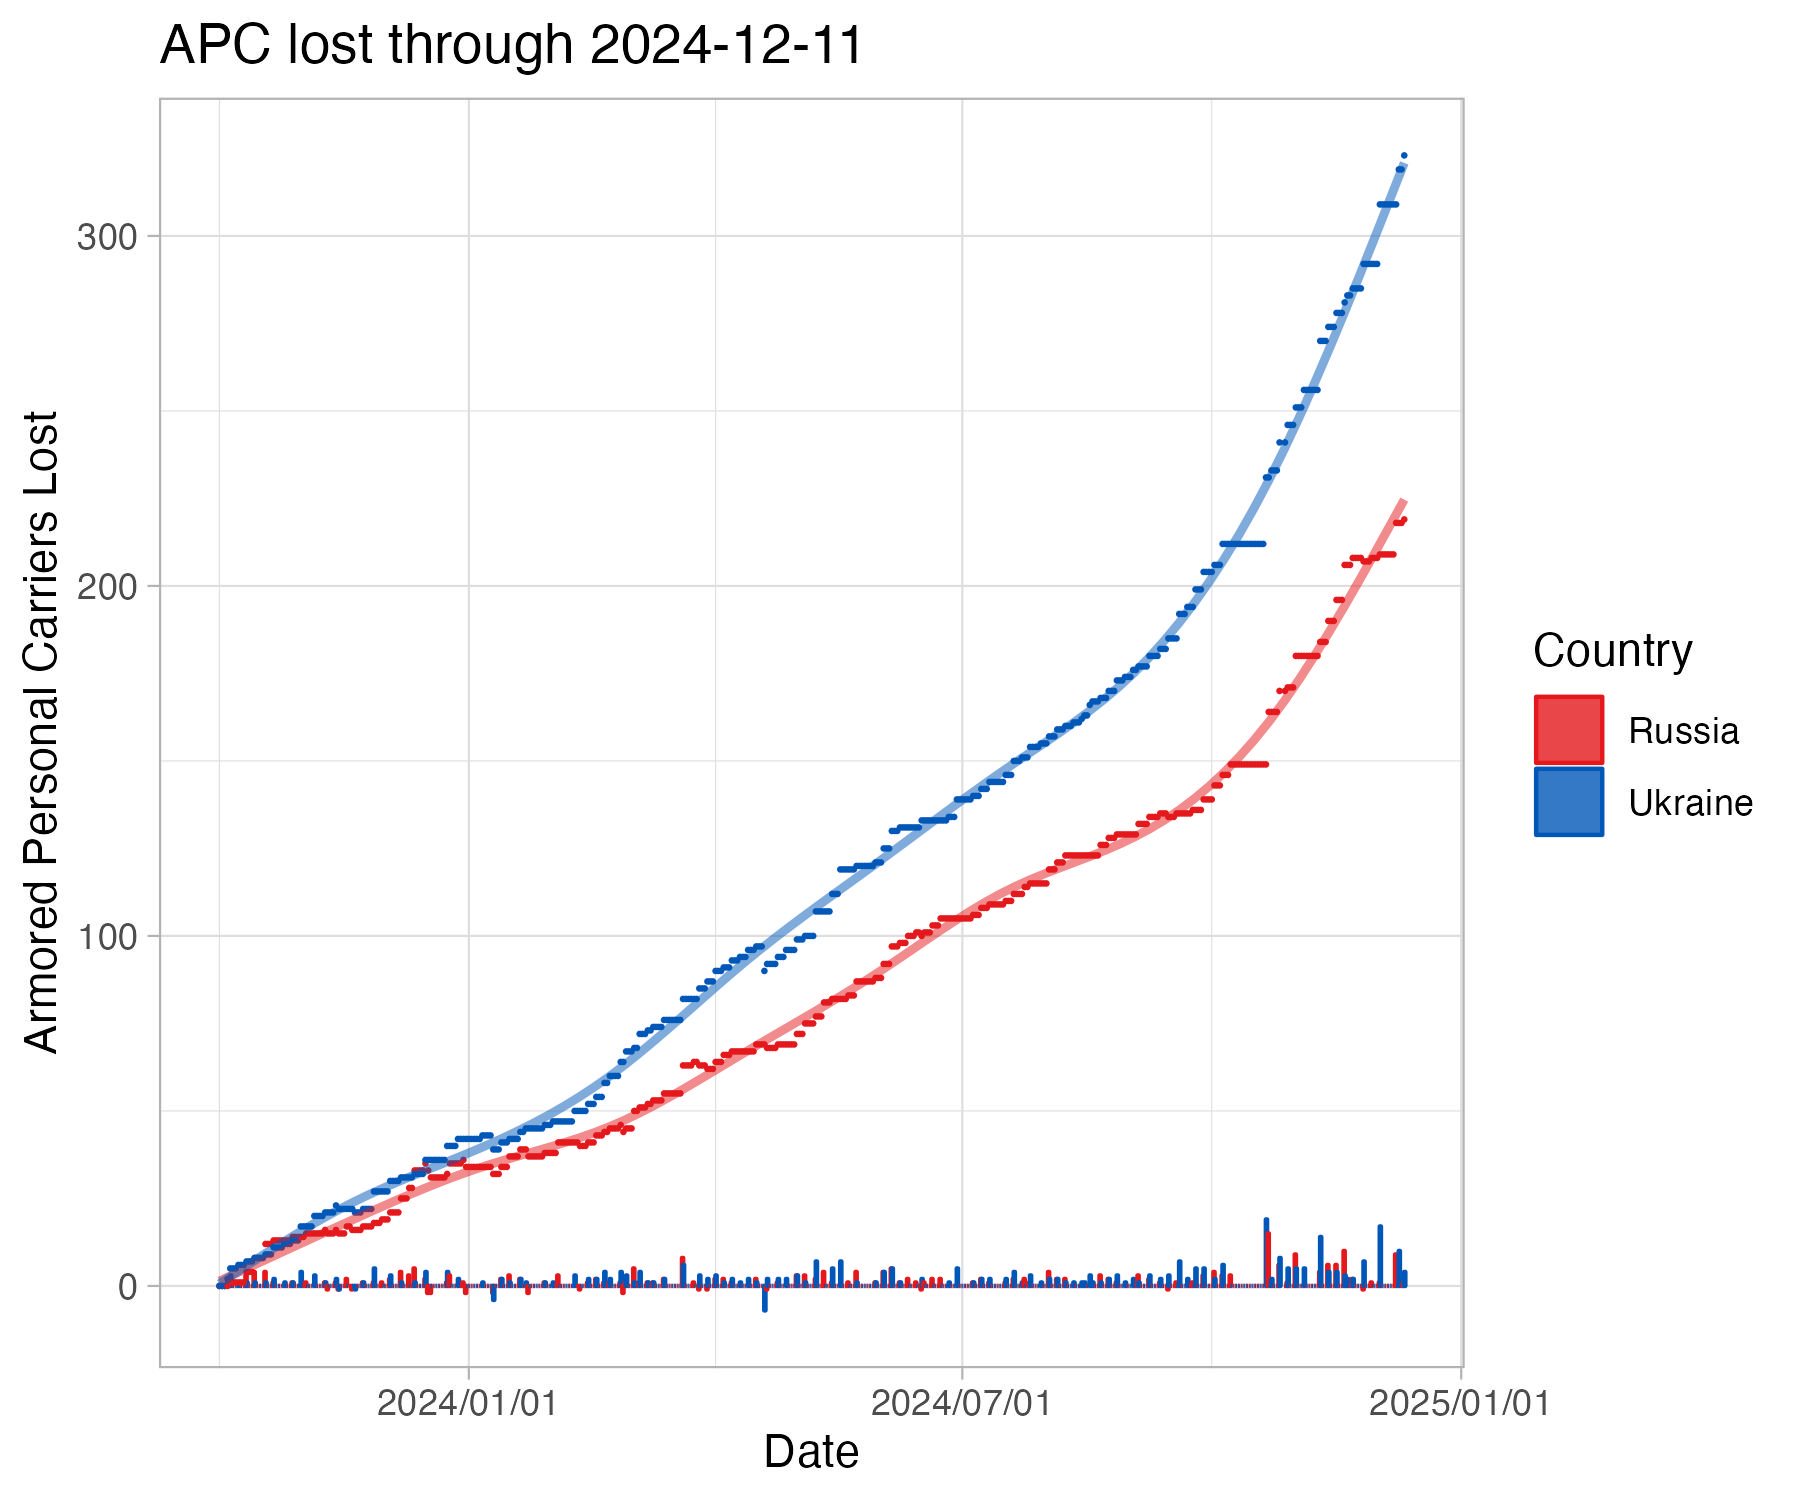 APC lost through 2024-12-11
Armored Personal Carriers Lost
300
200
100
0
2024/01/01
2024/07/01
2025/01/01
Date
Country
Russia
Ukraine